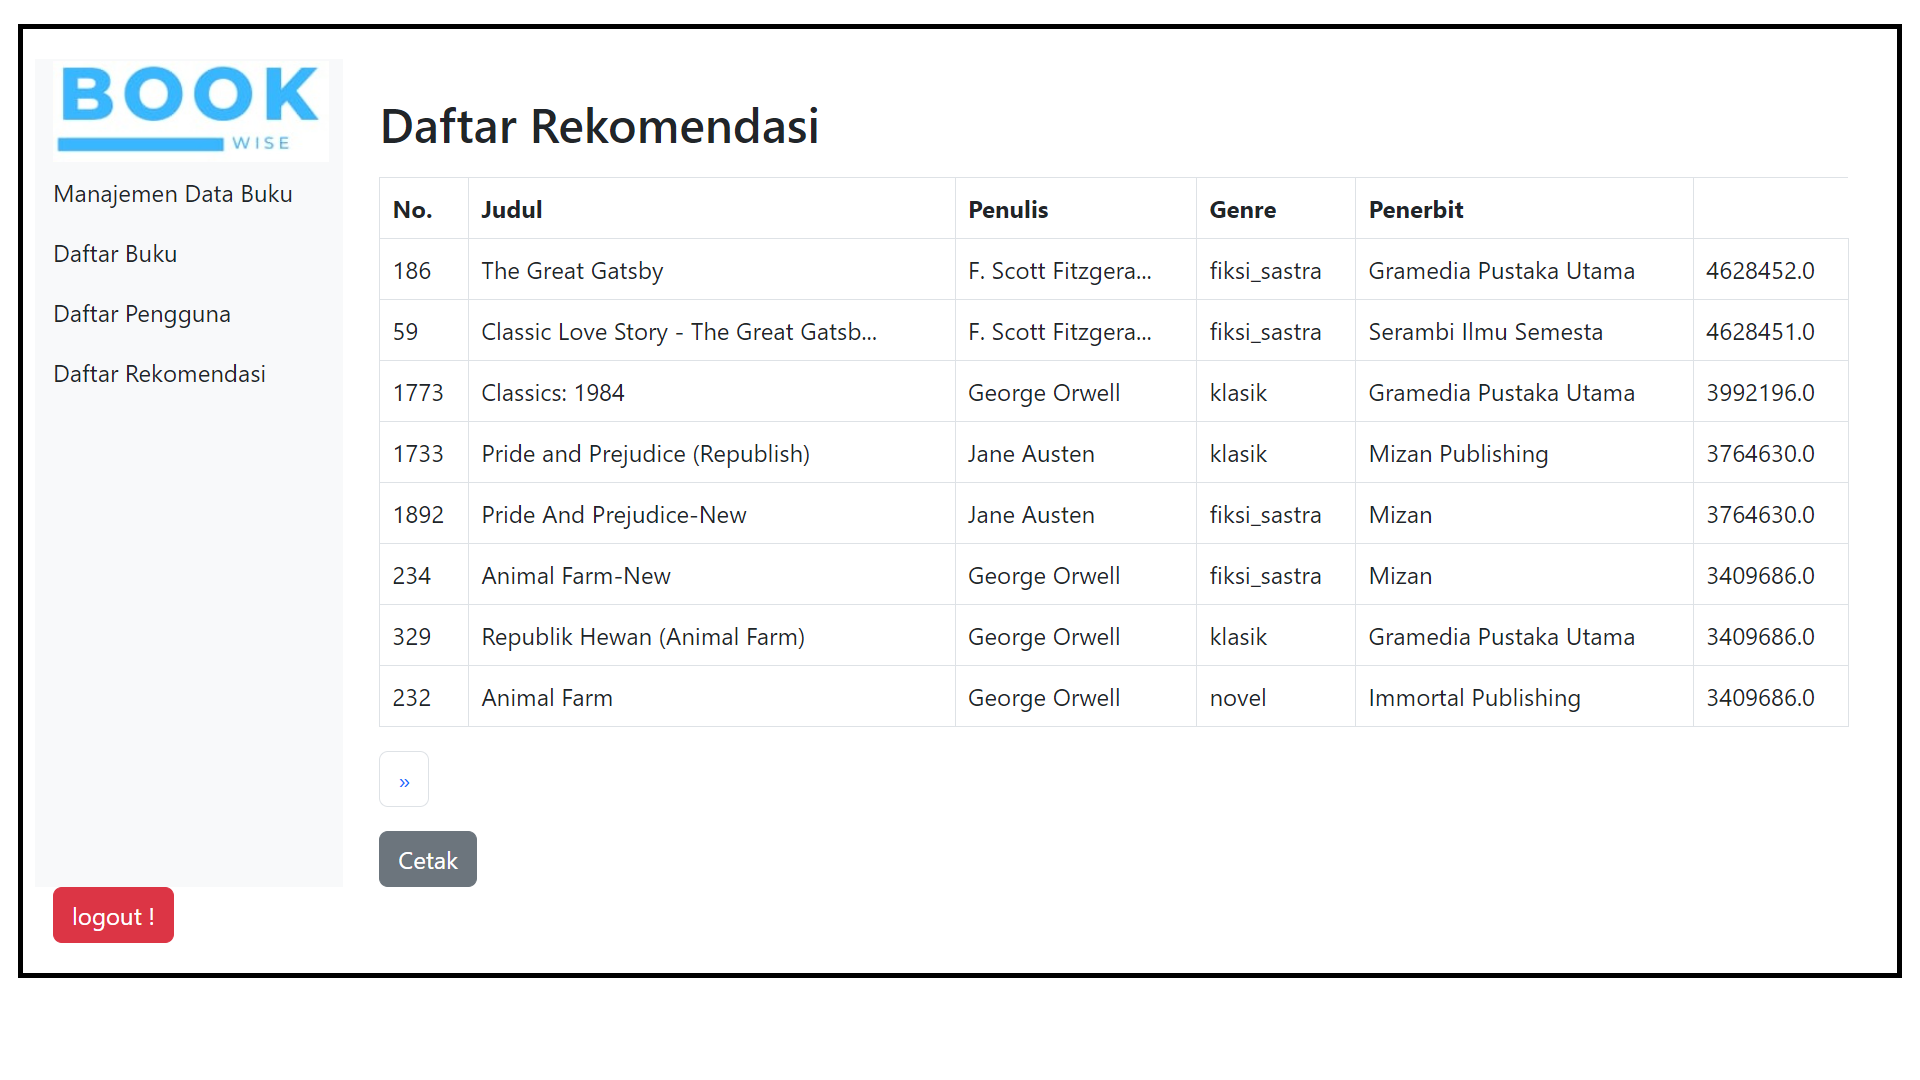 BOOK
WISE
Manajemen Data Buku
Daftar Buku
Daftar Pengguna
Daftar Rekomendasi
logout !
Daftar Rekomendasi
No. Judul Penulis Genre Penerbit
186 The Great Gatsby F. Scott Fitzgera... fiksi_sastra Gramedia Pustaka Utama 4628452.0
59 Classic Love Story - The Great Gatsb... F. Scott Fitzgera... fiksi_sastra Serambi Ilmu Semesta 4628451.0
1773 Classics: 1984 George Orwell klasik Gramedia Pustaka Utama 3992196.0
1733 Pride and Prejudice (Republish) Jane Austen klasik Mizan Publishing 3764630.0
1892 Pride And Prejudice-New Jane Austen fiksi_sastra Mizan 3764630.0
234 Animal Farm-New George Orwell fiksi_sastra Mizan 3409686.0
329 Republik Hewan (Animal Farm) George Orwell klasik Gramedia Pustaka Utama 3409686.0
232 Animal Farm George Orwell novel Immortal Publishing 3409686.0
»
Cetak